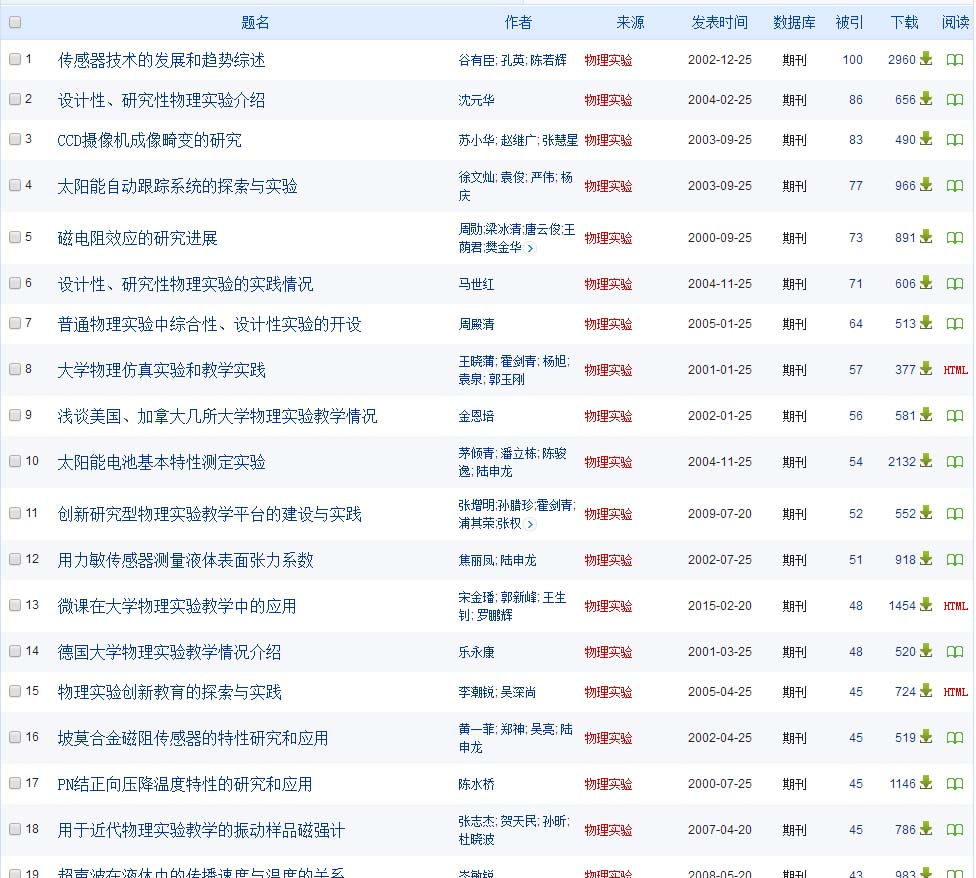 题名 作者 来源 发表时间 数据库 被引 下载 阅读
1 传感器技术的发展和趋势综述 谷有臣; 孔英; 陈若辉 物理实验 2002-12-25 期刊 100 2960
2 设计性、研究性物理实验介绍 沈元华 物理实验 2004-02-25 期刊 86 656
3 CCD摄像机成像畸变的研究 苏小华; 赵继广; 张慧星 物理实验 2003-09-25 期刊 83 490
4 太阳能自动跟踪系统的探索与实验 徐文灿; 袁俊; 严伟; 杨
庆 物理实验 2003-09-25 期刊 77 966
5 磁电阻效应的研究进展 周勋;梁冰清;唐云俊;王
荫君;樊金华 物理实验 2000-09-25 期刊 73 891
6 设计性、研究性物理实验的实践情况 马世红 物理实验 2004-11-25 期刊 71 606
7 普通物理实验中综合性、设计性实验的开设 周殿清 物理实验 2005-01-25 期刊 64 513
8 大学物理仿真实验和教学实践 王晓蒲; 霍剑青; 杨旭;
袁泉; 郭玉刚 物理实验 2001-01-25 期刊 57 377 HTML
9 浅谈美国、加拿大几所大学物理实验教学情况 金恩培 物理实验 2002-01-25 期刊 56 581
10 太阳能电池基本特性测定实验 茅倾青; 潘立栋; 陈骏
逸; 陆申龙 物理实验 2004-11-25 期刊 54 2132
11 创新研究型物理实验教学平台的建设与实践 张增明;孙腊珍;霍剑青;
浦其荣;张权 物理实验 2009-07-20 期刊 52 552
12 用力敏传感器测量液体表面张力系数 焦丽凤; 陆申龙 物理实验 2002-07-25 期刊 51 918
13 微课在大学物理实验教学中的应用 宋金璠; 郭新峰; 王生
钊; 罗鹏辉 物理实验 2015-02-20 期刊 48 1454 HTML
14 德国大学物理实验教学情况介绍 乐永康 物理实验 2001-03-25 期刊 48 520
15 物理实验创新教育的探索与实践 李潮锐; 吴深尚 物理实验 2005-04-25 期刊 45 724 HTML
16 坡莫合金磁阻传感器的特性研究和应用 黄一菲; 郑神; 吴亮; 陆
申龙 物理实验 2002-04-25 期刊 45 519
17 PN结正向压降温度特性的研究和应用 陈水桥 物理实验 2000-07-25 期刊 45 1146
18 用于近代物理实验教学的振动样品磁强计 张志杰; 贺天民; 孙昕;
杜晓波 物理实验 2007-04-20 期刊 45 786
19 超声波在液体中的传播速度与温度的关系 岑敏锐 物理实验 2008-05-20 期刊 43 983